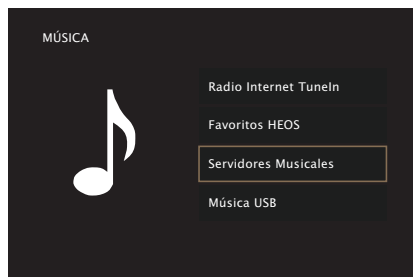 MÚSICA
Radio Internet TuneIn
Favoritos HEOS
Servidores Musicales
Música USB